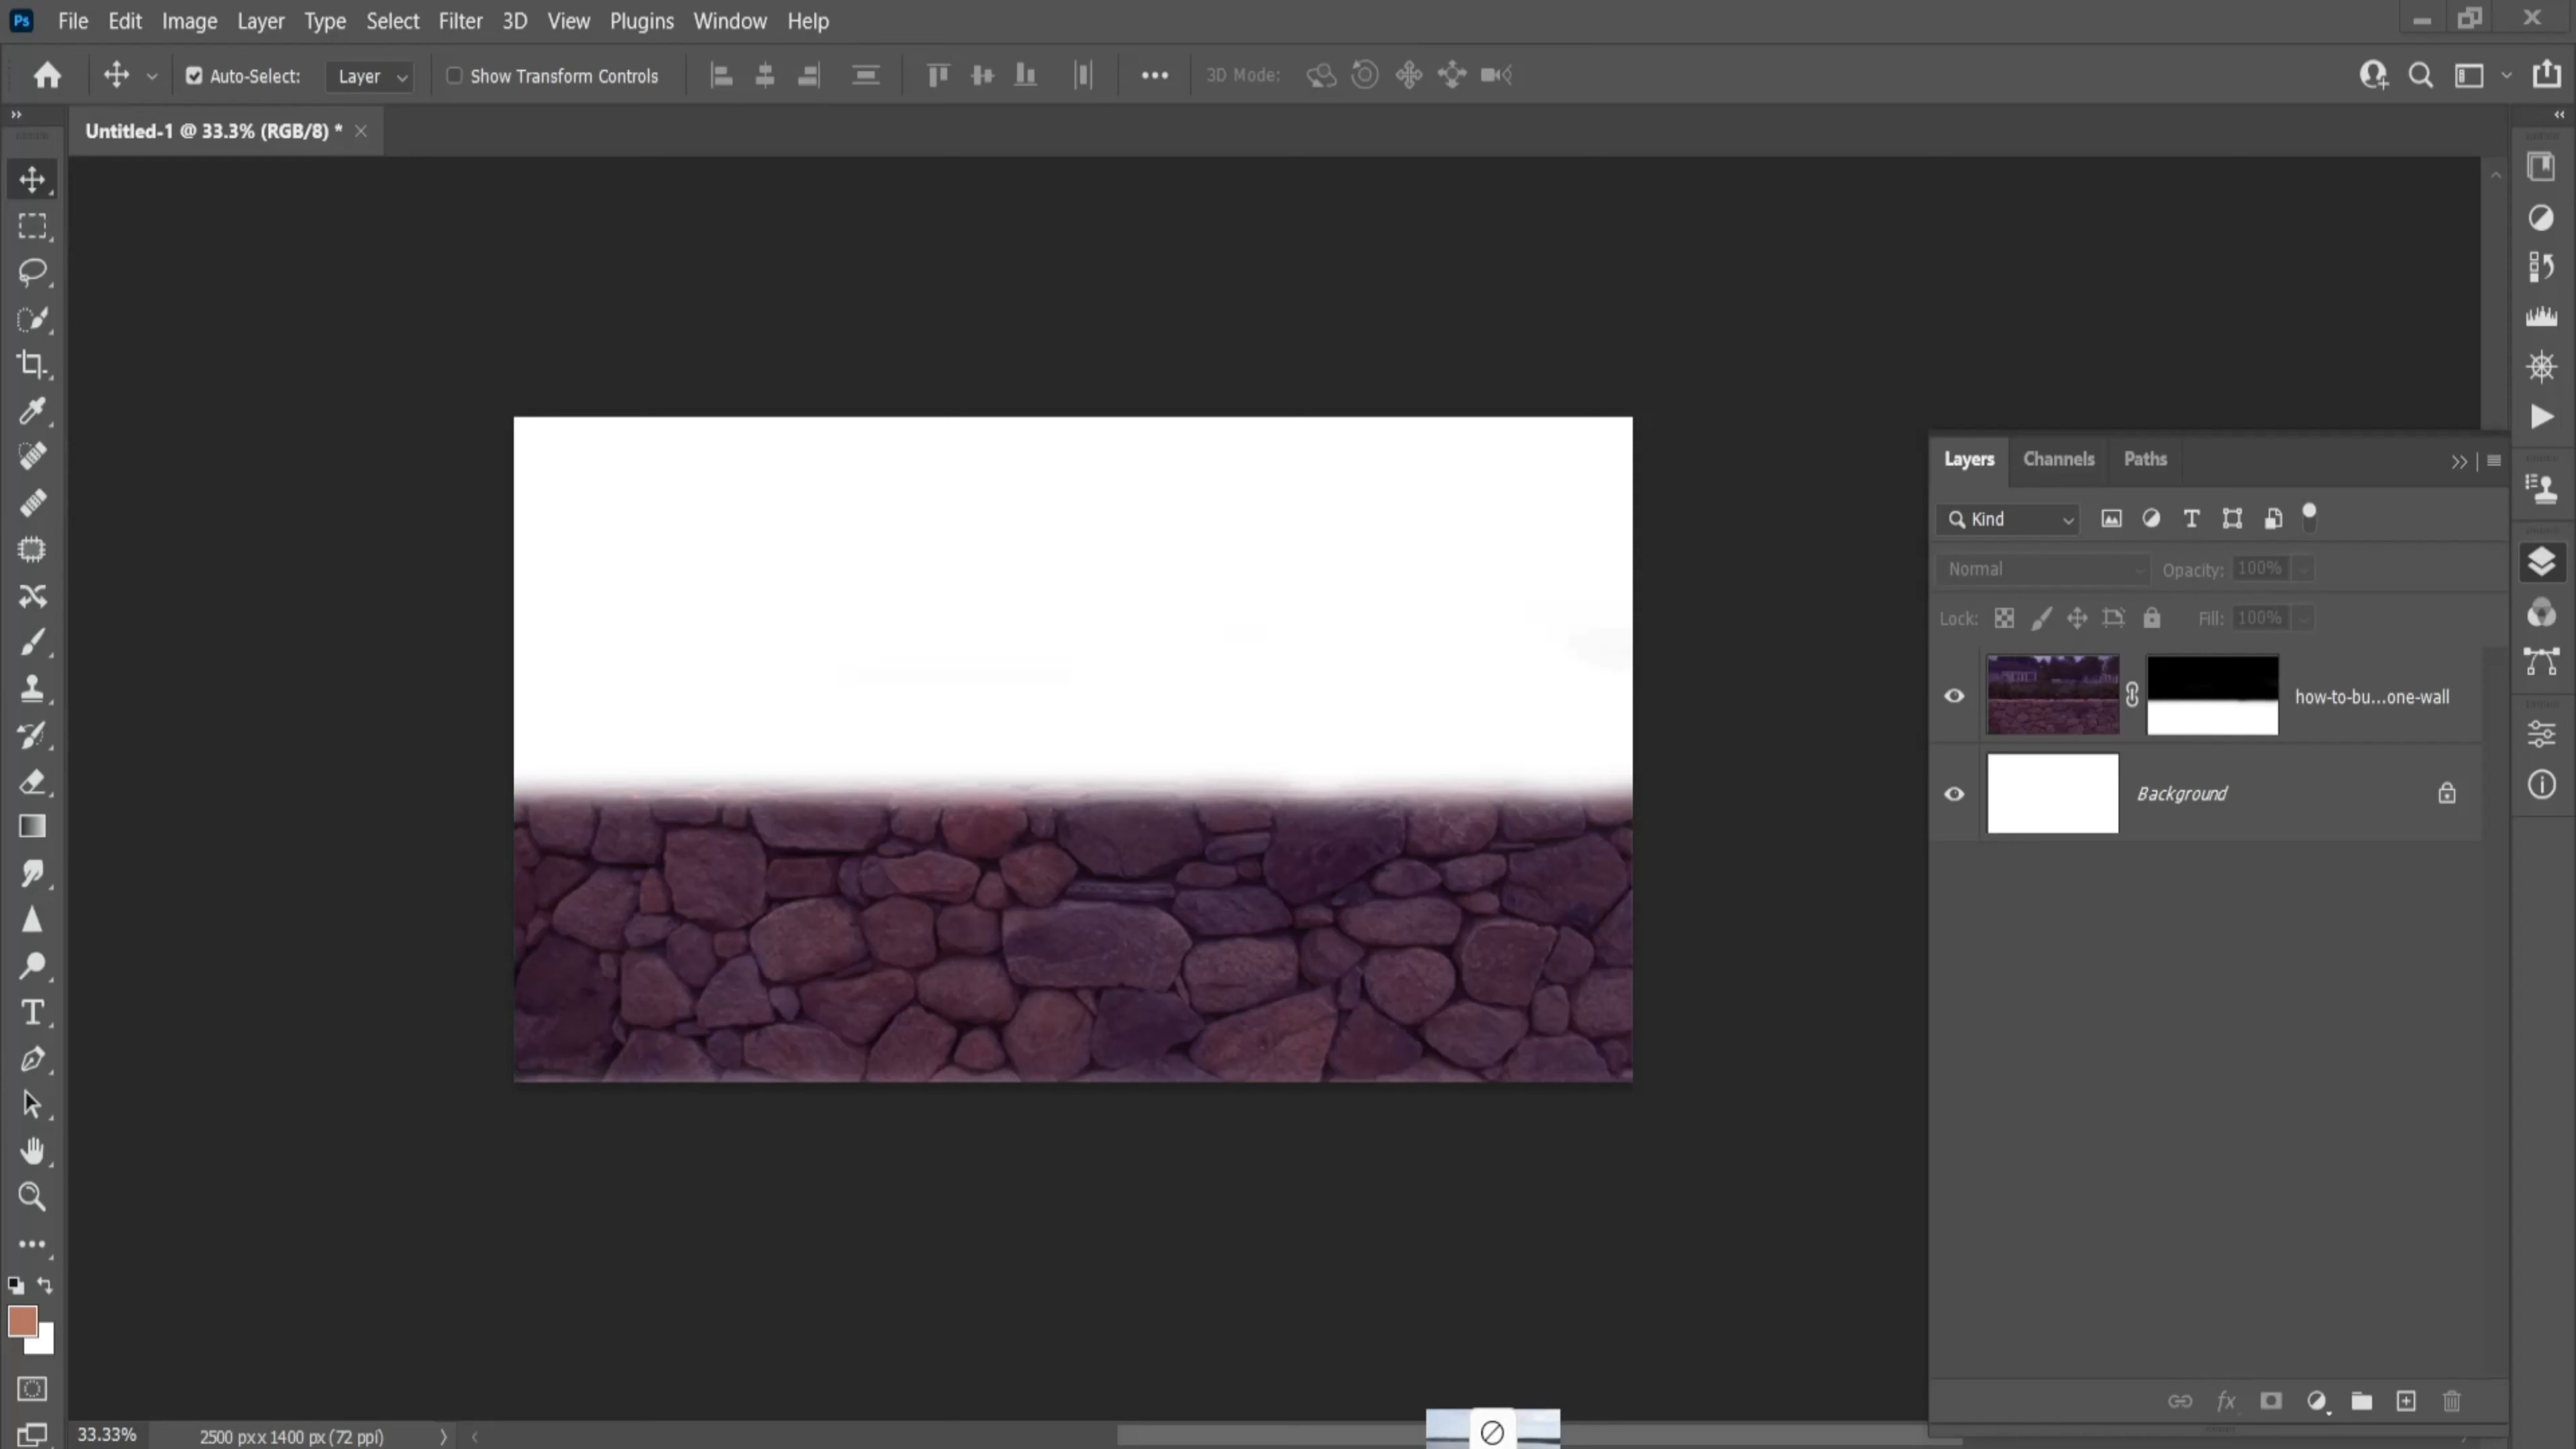 Ps File Edit Image Layer Type Select Filter 3D View Plugins Window Help
Auto-Select: Layer Show Transform Controls 3D Mode:
Untitled-1 @ 33.3% (RGB/8) *
Layers Channels Paths
Kind
Normal Opacity: 100%
Lock: Fill: 100%
how-to-bu...one-wall
Background
fx
33.33% 2500 px x 1400 px (72 ppi)